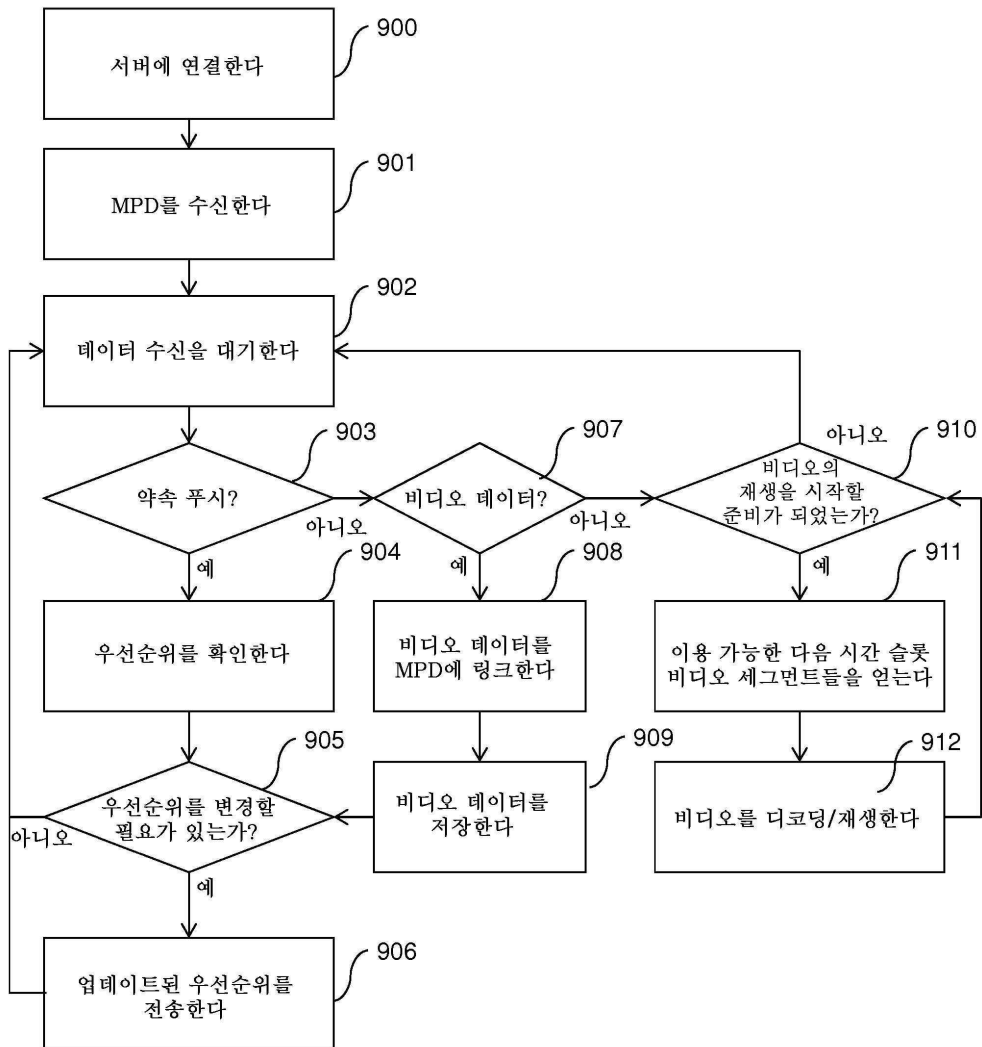 900
서버에 연결한다
901
MPD를 수신한다
902
데이터 수신을 대기한다
903
약속 푸시?
아니오
예
907
비디오 데이터?
아니오
예
910
아니오
비디오의
재생을 시작할
준비가 되었는가?
예
904
우선순위를 확인한다
908
비디오 데이터를
MPD에 링크한다
911
이용 가능한 다음 시간 슬롯
비디오 세그먼트들을 얻는다
905
우선순위를 변경할
필요가 있는가?
아니오
예
909
비디오 데이터를
저장한다
912
비디오를 디코딩/재생한다
906
업데이트된 우선순위를
전송한다